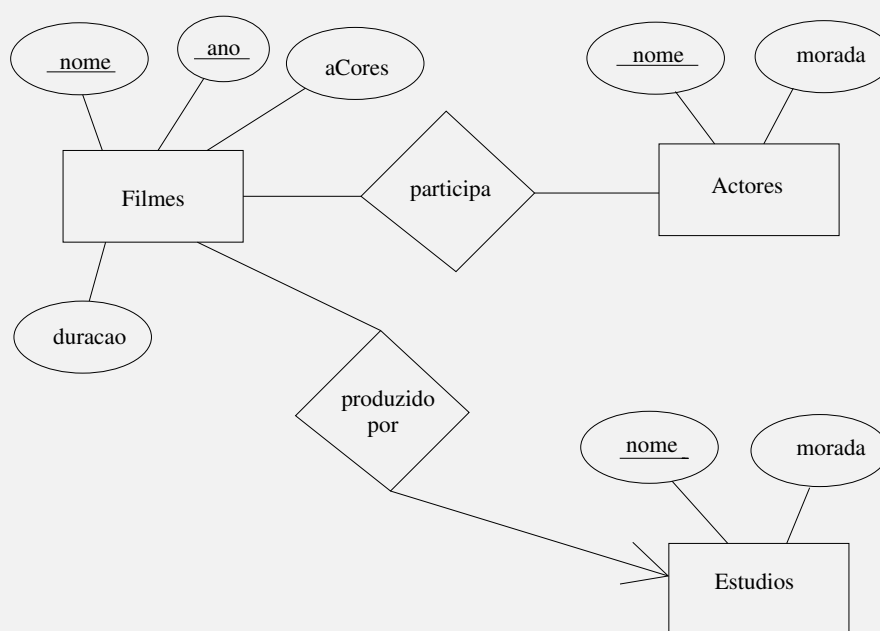 nome
ano
aCores
nome
morada
Filmes
participa
Actores
duracao
produzido
por
nome
morada
Estudios